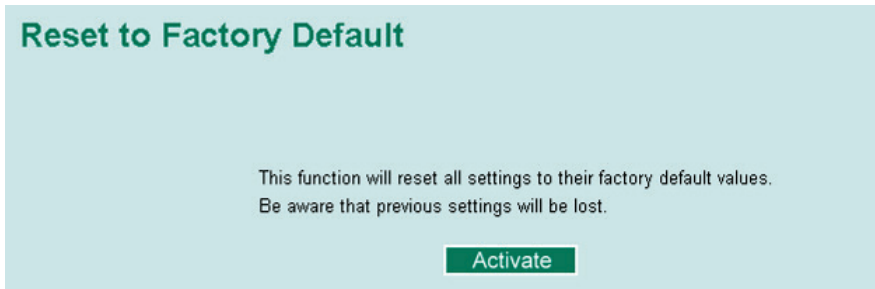 Reset to Factory Default
This function will reset all settings to their factory default values.
Be aware that previous settings will be lost.
Activate